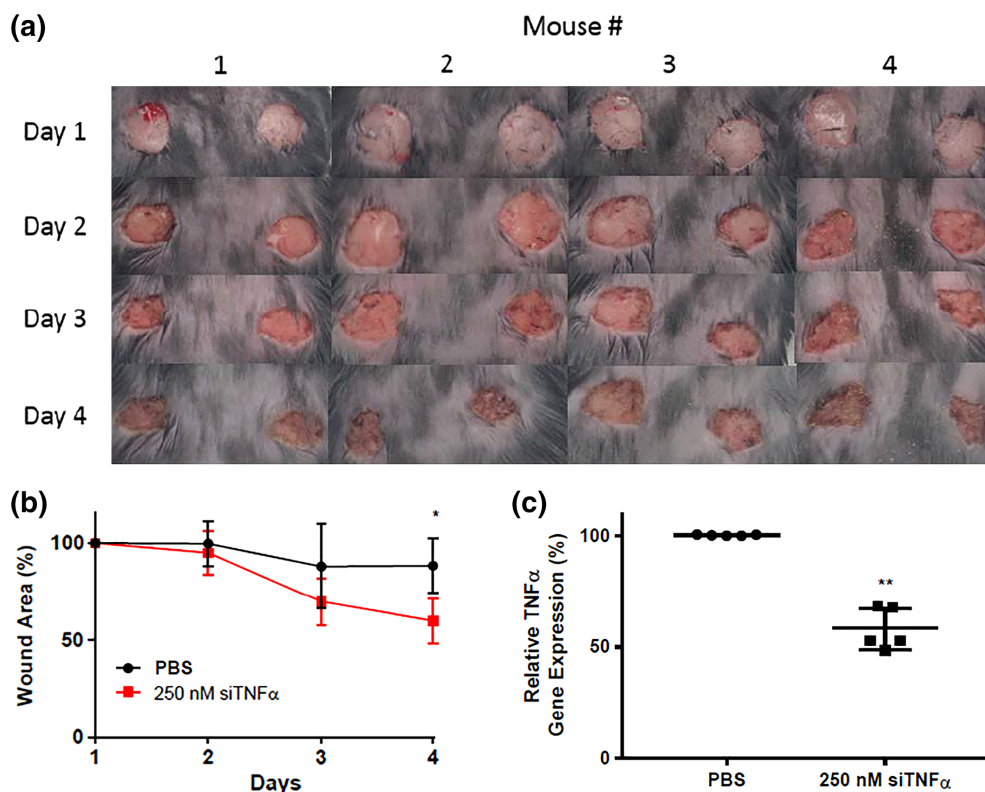 (a)
Mouse #
1 2 3 4
Day 1
Day 2
Day 3
Day 4
(b)
*
Wound Area (%)
100
50
0
PBS
250 nM siTNFα
1 2 3 4
Days
(c)
Relative TNFα
Gene Expression (%)
100
50
0
**
PBS 250 nM siTNFα